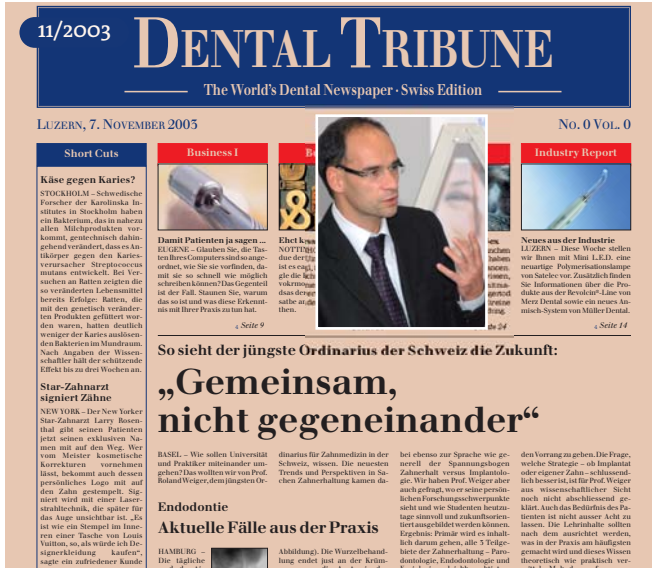 11/2003
DENTAL TRIBUNE
The World's Dental Newspaper · Swiss Edition
LUZERN, 7. NOVEMBER 2003
NO. 0 VOL. 0
Short Cuts
Käse gegen Karies?
STOCKHOLM – Schwedische
Forscher der Karolinska In-
stitutes in Stockholm haben
ein Bakterium, das in nahezu
allen Milchprodukten vor-
kommt, gentechnisch dahin-
gehend verändert, dass es An-
tikörper gegen den Karies-
verursacher Streptococcus
mutans entwickelt. Bei Ver-
suchen an Ratten zeigten die
so veränderten Lebensmittel
bereits Erfolge: Ratten, die
mit den genetisch veränder-
ten Produkten gefüttert wor-
den waren, hatten deutlich
weniger der Karies auslösen-
den Bakterien im Mundraum.
Nach Angaben der Wissen-
schaftler hält der schützende
Effekt bis zu drei Wochen an.
Star-Zahnarzt
signiert Zähne
NEW YORK – Der New Yorker
Star-Zahnarzt Larry Rosen-
thal gibt seinen Patienten
jetzt seinen exklusiven Na-
men mit auf den Weg. Wer
vom Meister kosmetische
Korrekturen vornehmen
lässt, bekommt auch dessen
persönliches Logo mit auf
den Zahn gestempelt. Sig-
niert wird mit einer Laser-
strahltechnik, die später für
das Auge unsichtbar ist. „Es
ist wie ein Stempel im Inne-
ren einer Tasche von Louis
Vuitton, so, als würde ich De-
signerkleidung kaufen“,
sagte ein zufriedener Kunde
Business I
Damit Patienten ja sagen ...
EUGENE – Glauben Sie, die Tas-
ten Ihres Computers sind so ange-
ordnet, wie Sie sie vorfinden, da-
mit sie so schnell wie möglich
schreiben können? Das Gegenteil
ist der Fall. Staunen Sie, warum
das so ist und was diese Erkennt-
nis mit Ihrer Praxis zu tun hat.
Seite 9
Seite 24
Industry Report
Neues aus der Industrie
LUZERN – Diese Woche stellen
wir Ihnen mit Mini L.E.D. eine
neuartige Polymerisationslampe
von Satelec vor. Zusätzlich finden
Sie Informationen über die Pro-
dukte aus der Revolcin®-Line von
Merz Dental sowie ein neues An-
misch-System von Müller Dental.
Seite 14
So sieht der jüngste Ordinarius der Schweiz die Zukunft:
„Gemeinsam,
nicht gegeneinander“
BASEL – Wie sollen Universität
und Praktiker miteinander um-
gehen? Das wollten wir von Prof.
Roland Weiger, dem jüngsten Or-
dinarius für Zahnmedizin in der
Schweiz, wissen. Die neuesten
Trends und Perspektiven in Sa-
chen Zahnerhaltung kamen da-
bei ebenso zur Sprache wie ge-
nerell der Spannungsbogen
Zahnerhalt versus Implantolo-
gie. Wir haben Prof. Weiger aber
auch gefragt, wo er seine persön-
lichen Forschungsschwerpunkte
sieht und wie Studenten heutzu-
tage sinnvoll und zukunftsorien-
tiert ausgebildet werden können.
Ergebnis: Primär wird es inhalt-
lich darum gehen, alle 3 Teilge-
biete der Zahnerhaltung – Paro-
dontologie, Endodontologie und
den Vorrang zu geben. Die Frage,
welche Strategie – ob Implantat
oder eigener Zahn – schlussend-
lich besser ist, ist für Prof. Weiger
aus wissenschaftlicher Sicht
noch nicht abschliessend ge-
klärt. Auch das Bedürfnis des Pa-
tienten ist nicht ausser Acht zu
lassen. Die Lehrinhalte sollten
nach dem ausgerichtet werden,
was in der Praxis am häufigsten
gemacht wird und dieses Wissen
theoretisch wie praktisch ver-
Endodontie
Aktuelle Fälle aus der Praxis
HAMBURG –
Die tägliche
Abbildung). Die Wurzelbehand-
lung endet just an der Krüm-